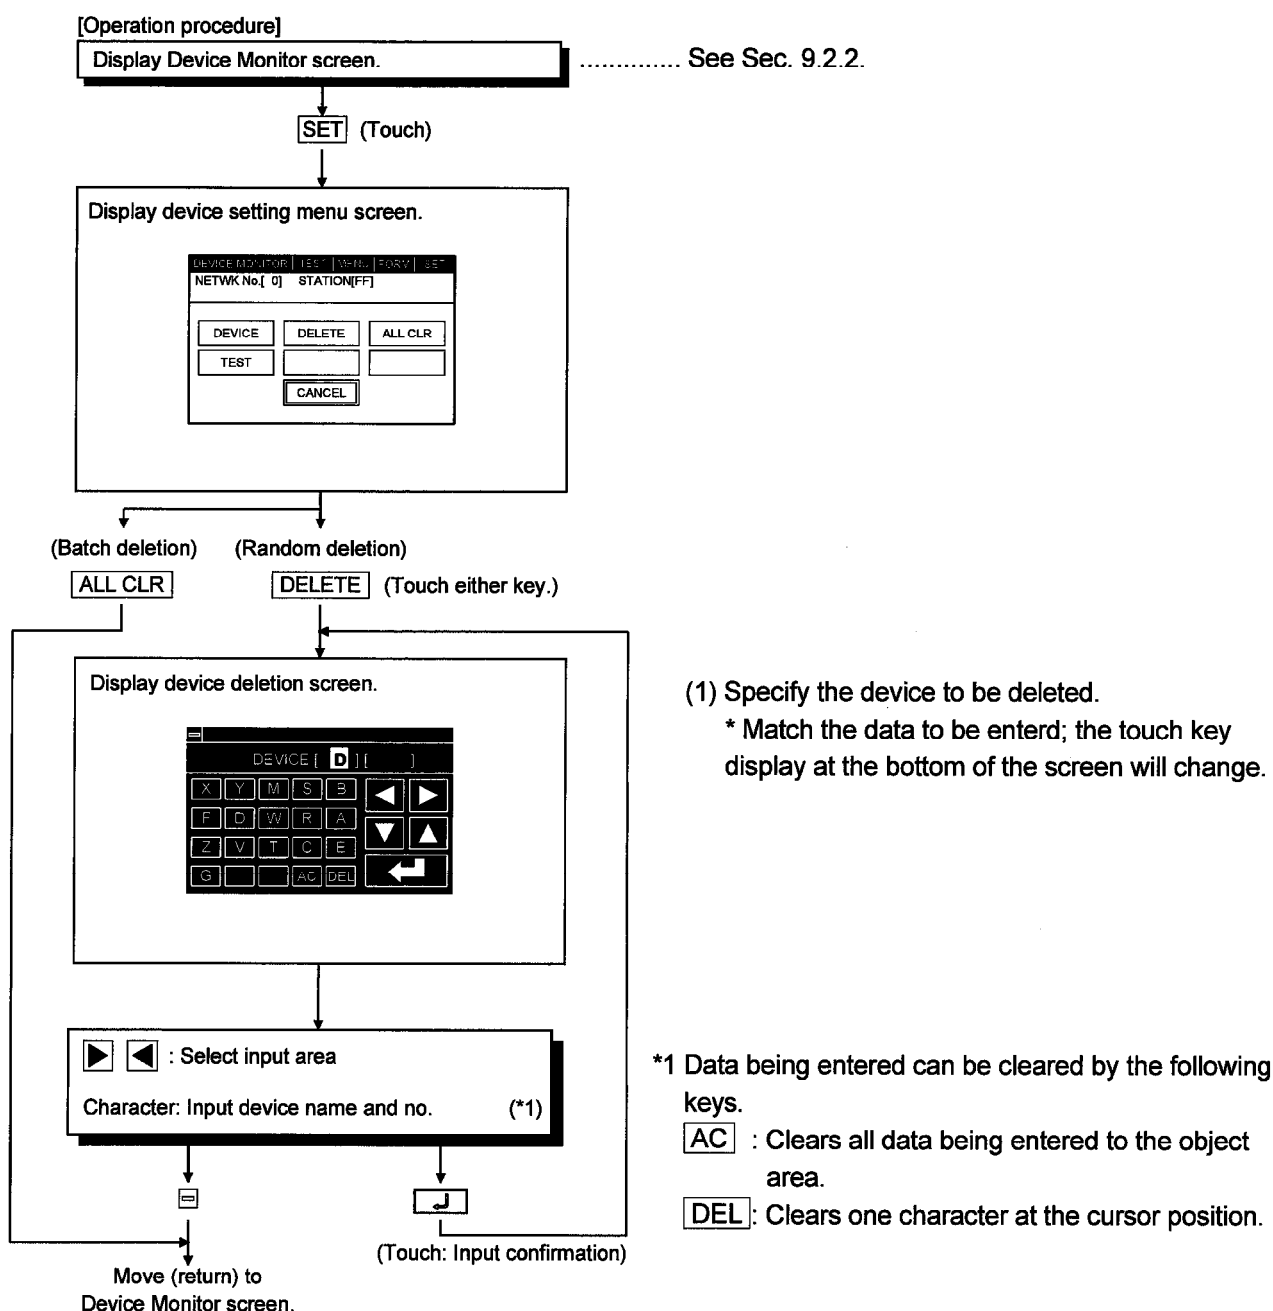 [Operation procedure]
Display Device Monitor screen. .............. See Sec. 9.2.2.
SET (Touch)
Display device setting menu screen.
DEVICE MONITOR TEST MENU FORM SET
NETWK No.[ 0] STATION[FF]
DEVICE DELETE ALL CLR
TEST
CANCEL
(Batch deletion) (Random deletion)
ALL CLR DELETE (Touch either key.)
Display device deletion screen.
DEVICE [ D ] [ ]
X Y M S B
F D W R A
Z V T C E
G AC DEL
(1) Specify the device to be deleted.
* Match the data to be enterd; the touch key
display at the bottom of the screen will change.
▶ ◀ : Select input area
Character: Input device name and no. (*1)
*1 Data being entered can be cleared by the following
keys.
AC : Clears all data being entered to the object
area.
DEL : Clears one character at the cursor position.
(Touch: Input confirmation)
Move (return) to
Device Monitor screen.